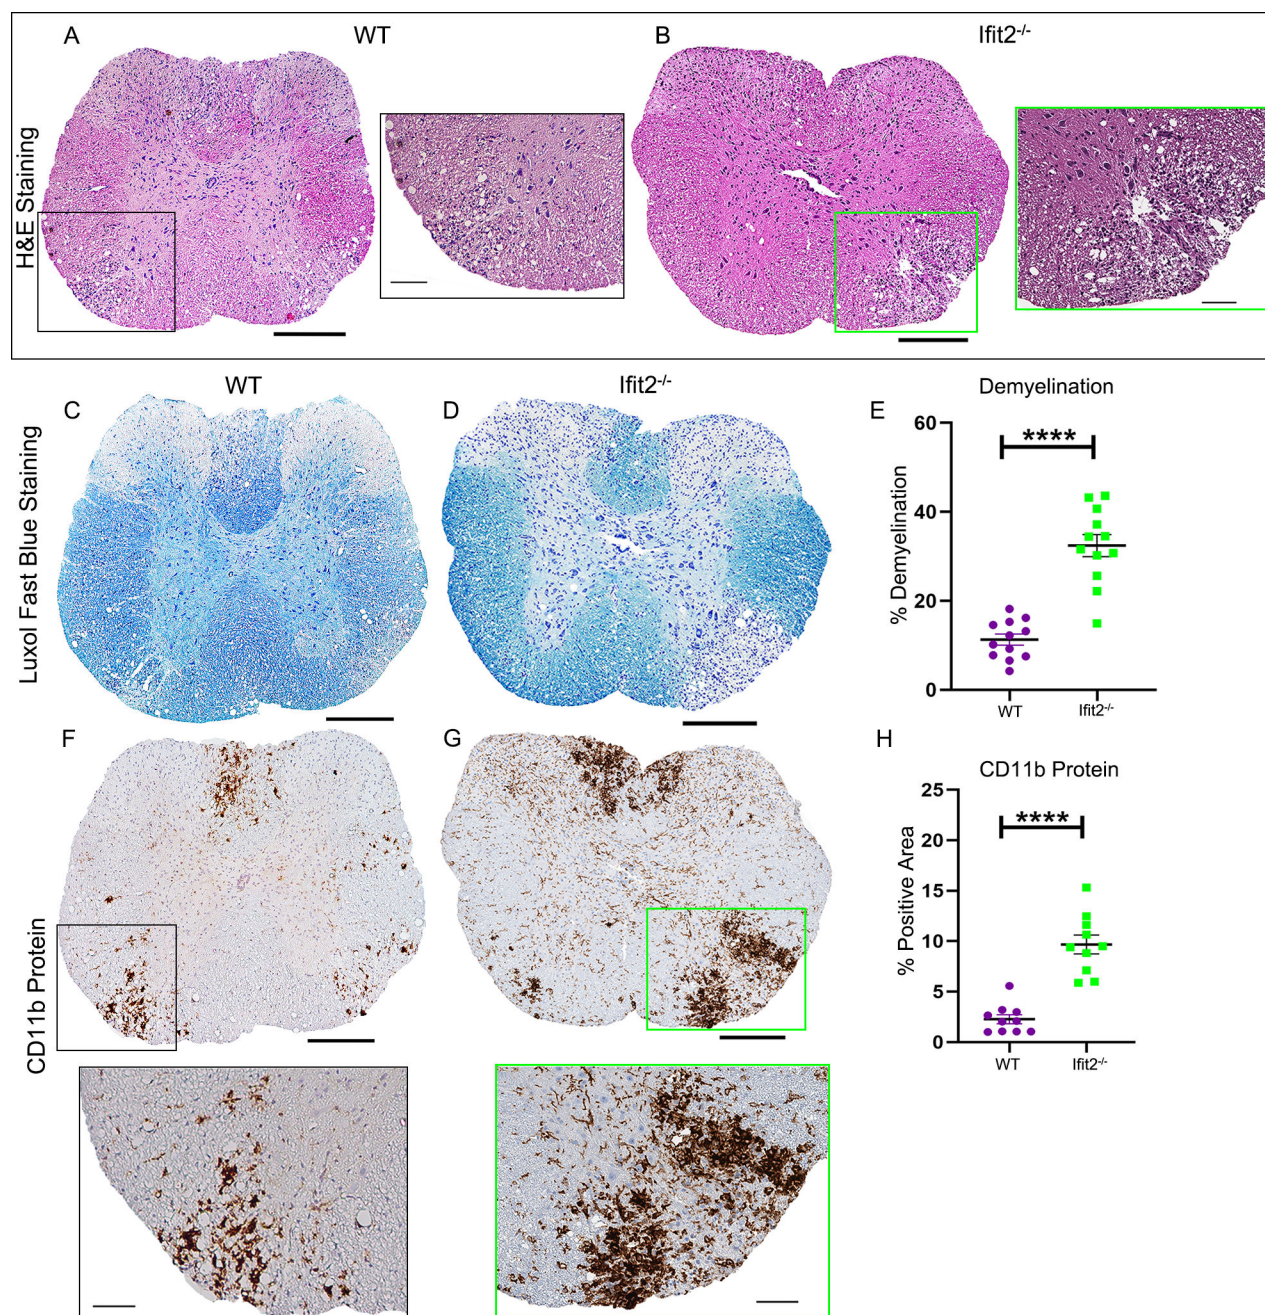 A
WT
B
Ifit2-/-
H&E Staining
WT
Ifit2-/-
C
D
Luxol Fast Blue Staining
E
Demyelination
60
40
20
0
% Demyelination
****
WT
Ifit2-/-
F
G
CD11b Protein
H
CD11b Protein
25
20
15
10
5
0
% Positive Area
****
WT
Ifit2-/-